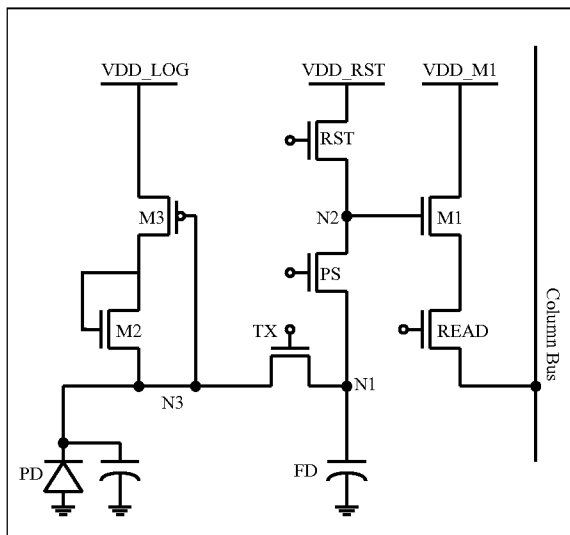 VDD_LOG
VDD_RST
VDD_M1
RST
M3
N2
M1
PS
M2
TX
READ
Column Bus
N3
N1
PD
FD